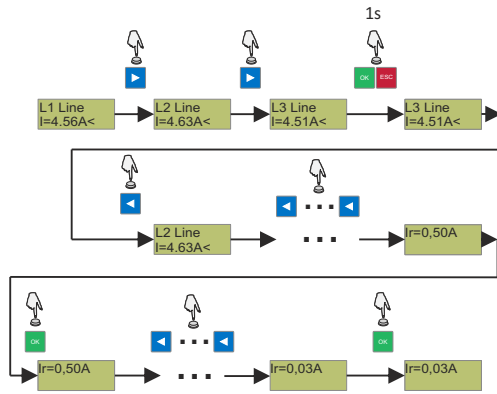 1s
OK ESC
L1 Line
I=4.56A<
L2 Line
I=4.63A<
L3 Line
I=4.51A<
L3 Line
I=4.51A<
L2 Line
I=4.63A<
Ir=0,50A
OK
OK
Ir=0,50A
Ir=0,03A
Ir=0,03A